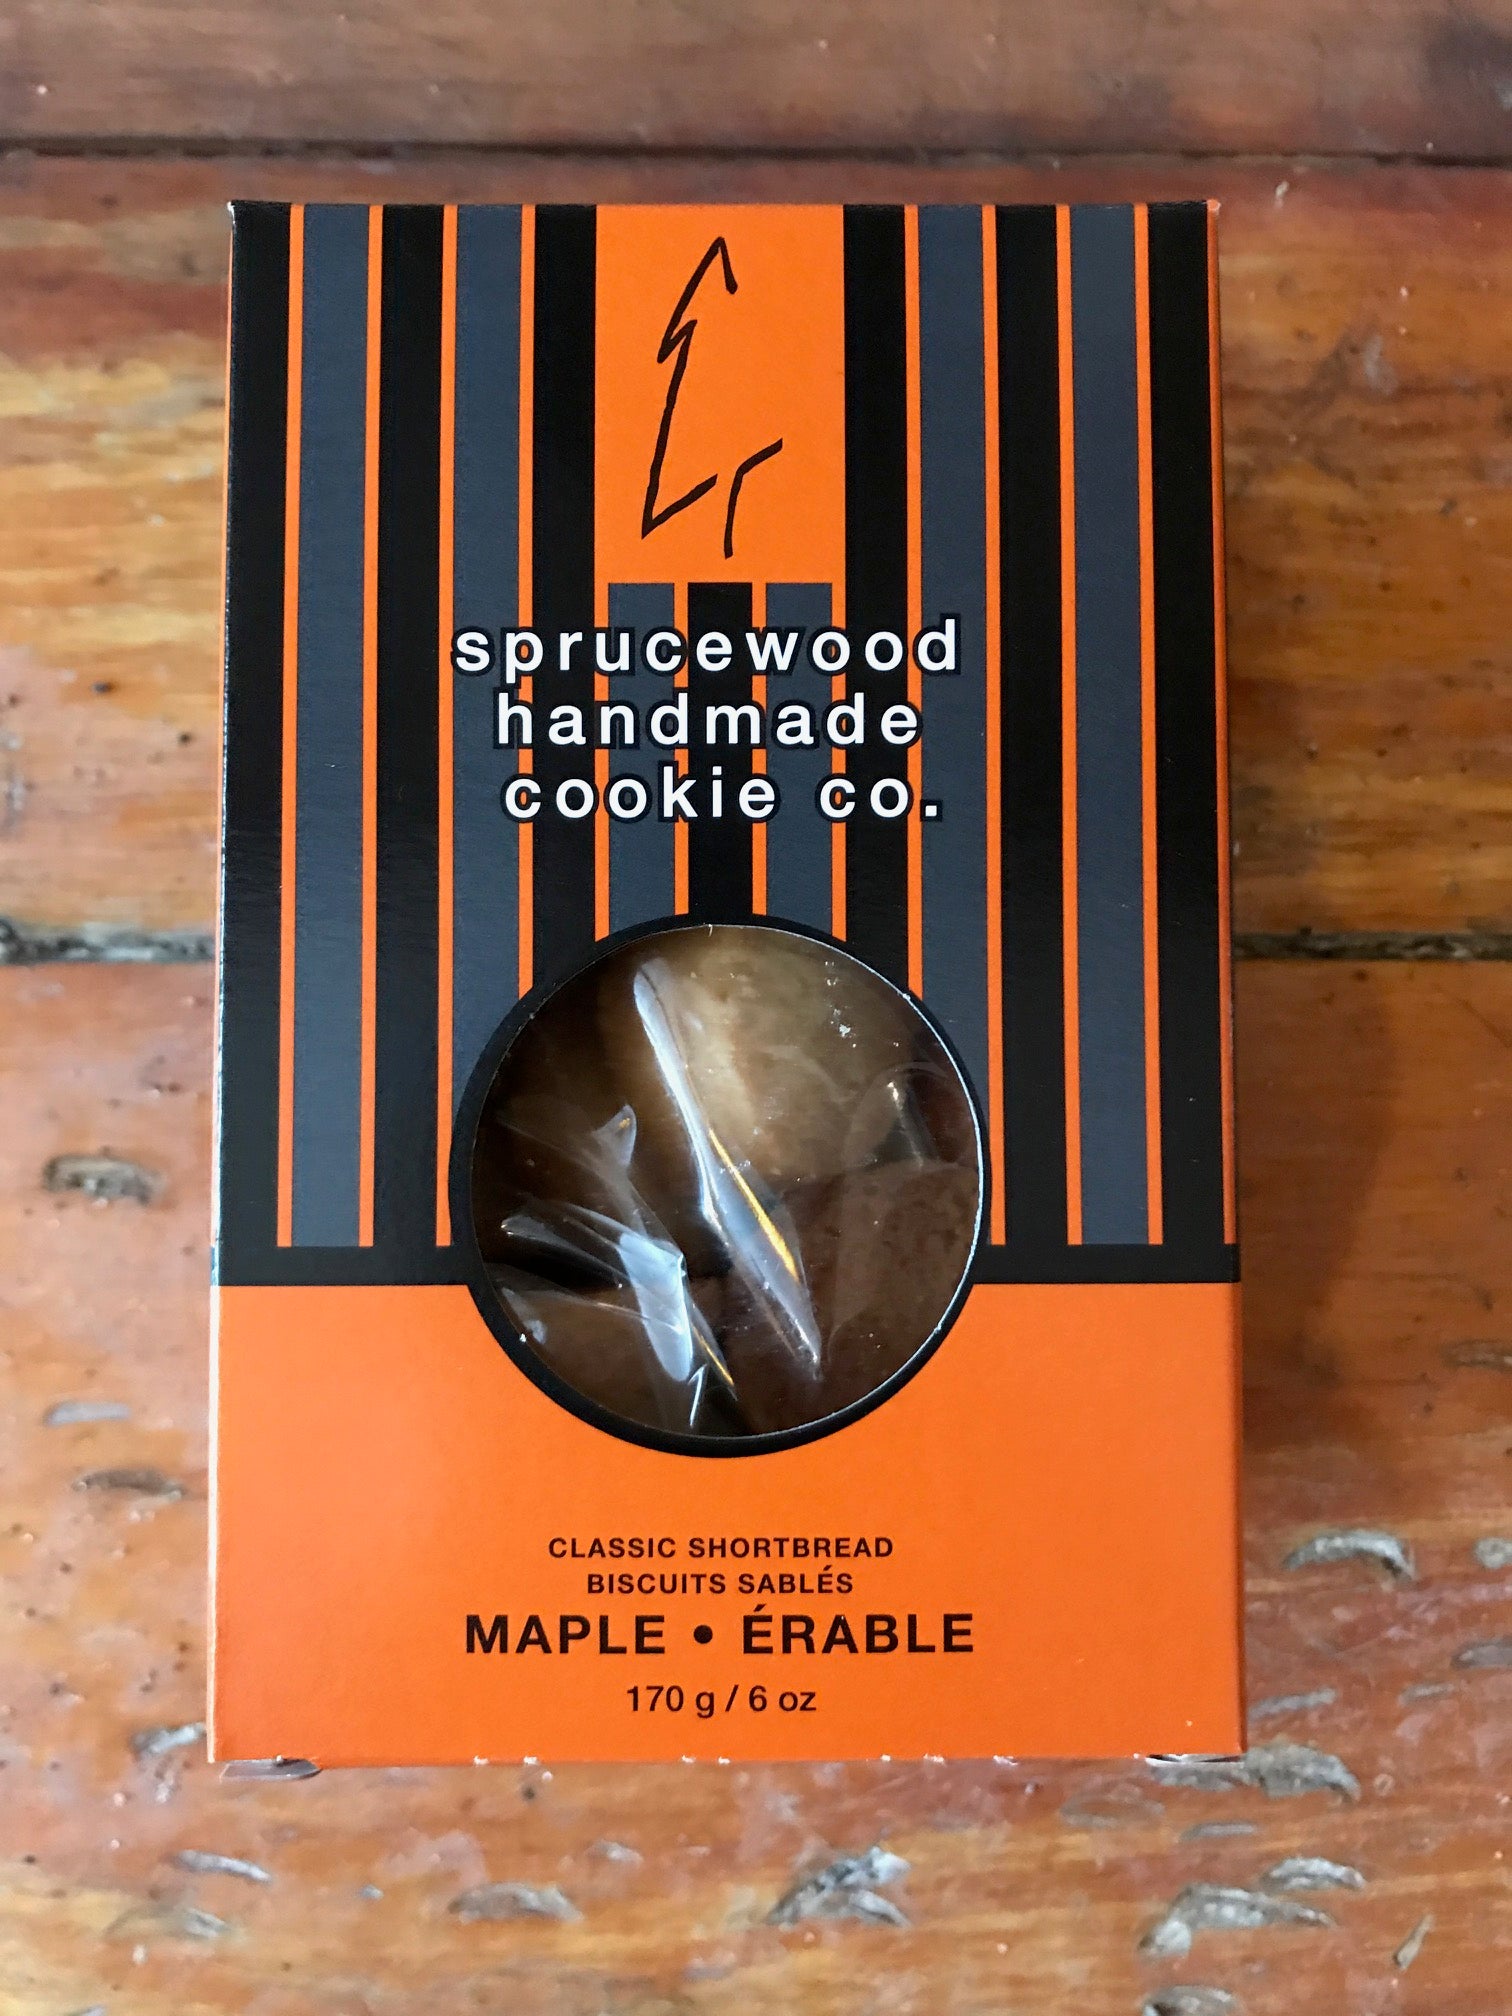 sprucewood
handmade
cookie co.
CLASSIC SHORTBREAD
BISCUITS SABLÉS
MAPLE • ÉRABLE
170 g / 6 oz